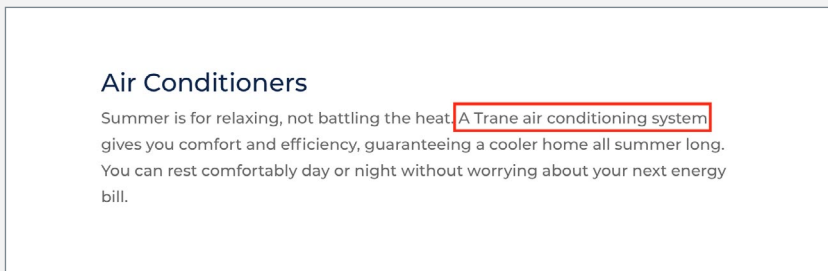 Air Conditioners
Summer is for relaxing, not battling the heat. A Trane air conditioning system
gives you comfort and efficiency, guaranteeing a cooler home all summer long.
You can rest comfortably day or night without worrying about your next energy
bill.